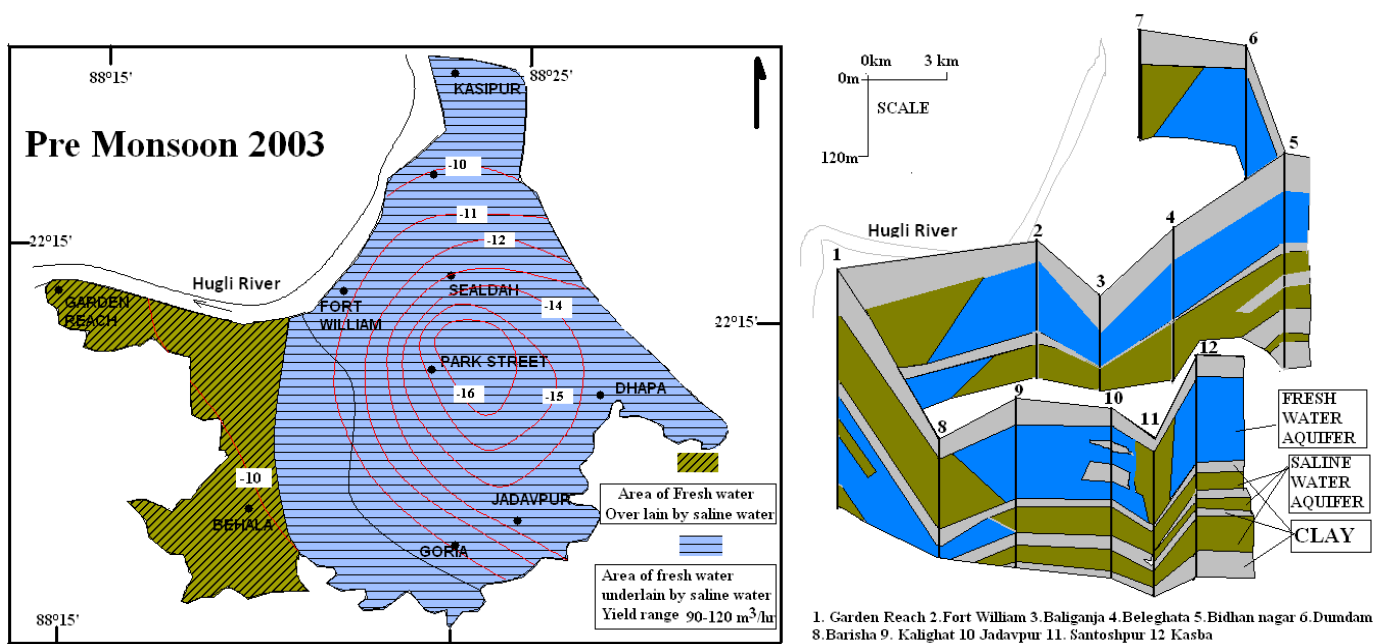 88°15'
88°25'
KASIPUR
Pre Monsoon 2003
-10
-11
-12
22°15'
Hugli River
GARDEN
REACH
FORT
WILLIAM
SEALDAH
-14
22°15'
PARK STREET
-16
-15
DHAPA
-10
BEHALA
JADAVPUR
GORIA
Area of Fresh water
Over lain by saline water
Area of fresh water
underlain by saline water
Yield range 90-120 m³/hr
88°15'
7
6
0km 3 km
0m
SCALE
120m
5
4
Hugli River
2
1
3
12
9
10
11
8
FRESH
WATER
AQUIFER
SALINE
WATER
AQUIFER
CLAY
1. Garden Reach 2.Fort William 3.Baliganja 4.Beleghata 5.Bidhan nagar 6.Dumdam
8.Barisha 9. Kalighat 10 Jadavpur 11. Santoshpur 12 Kasba